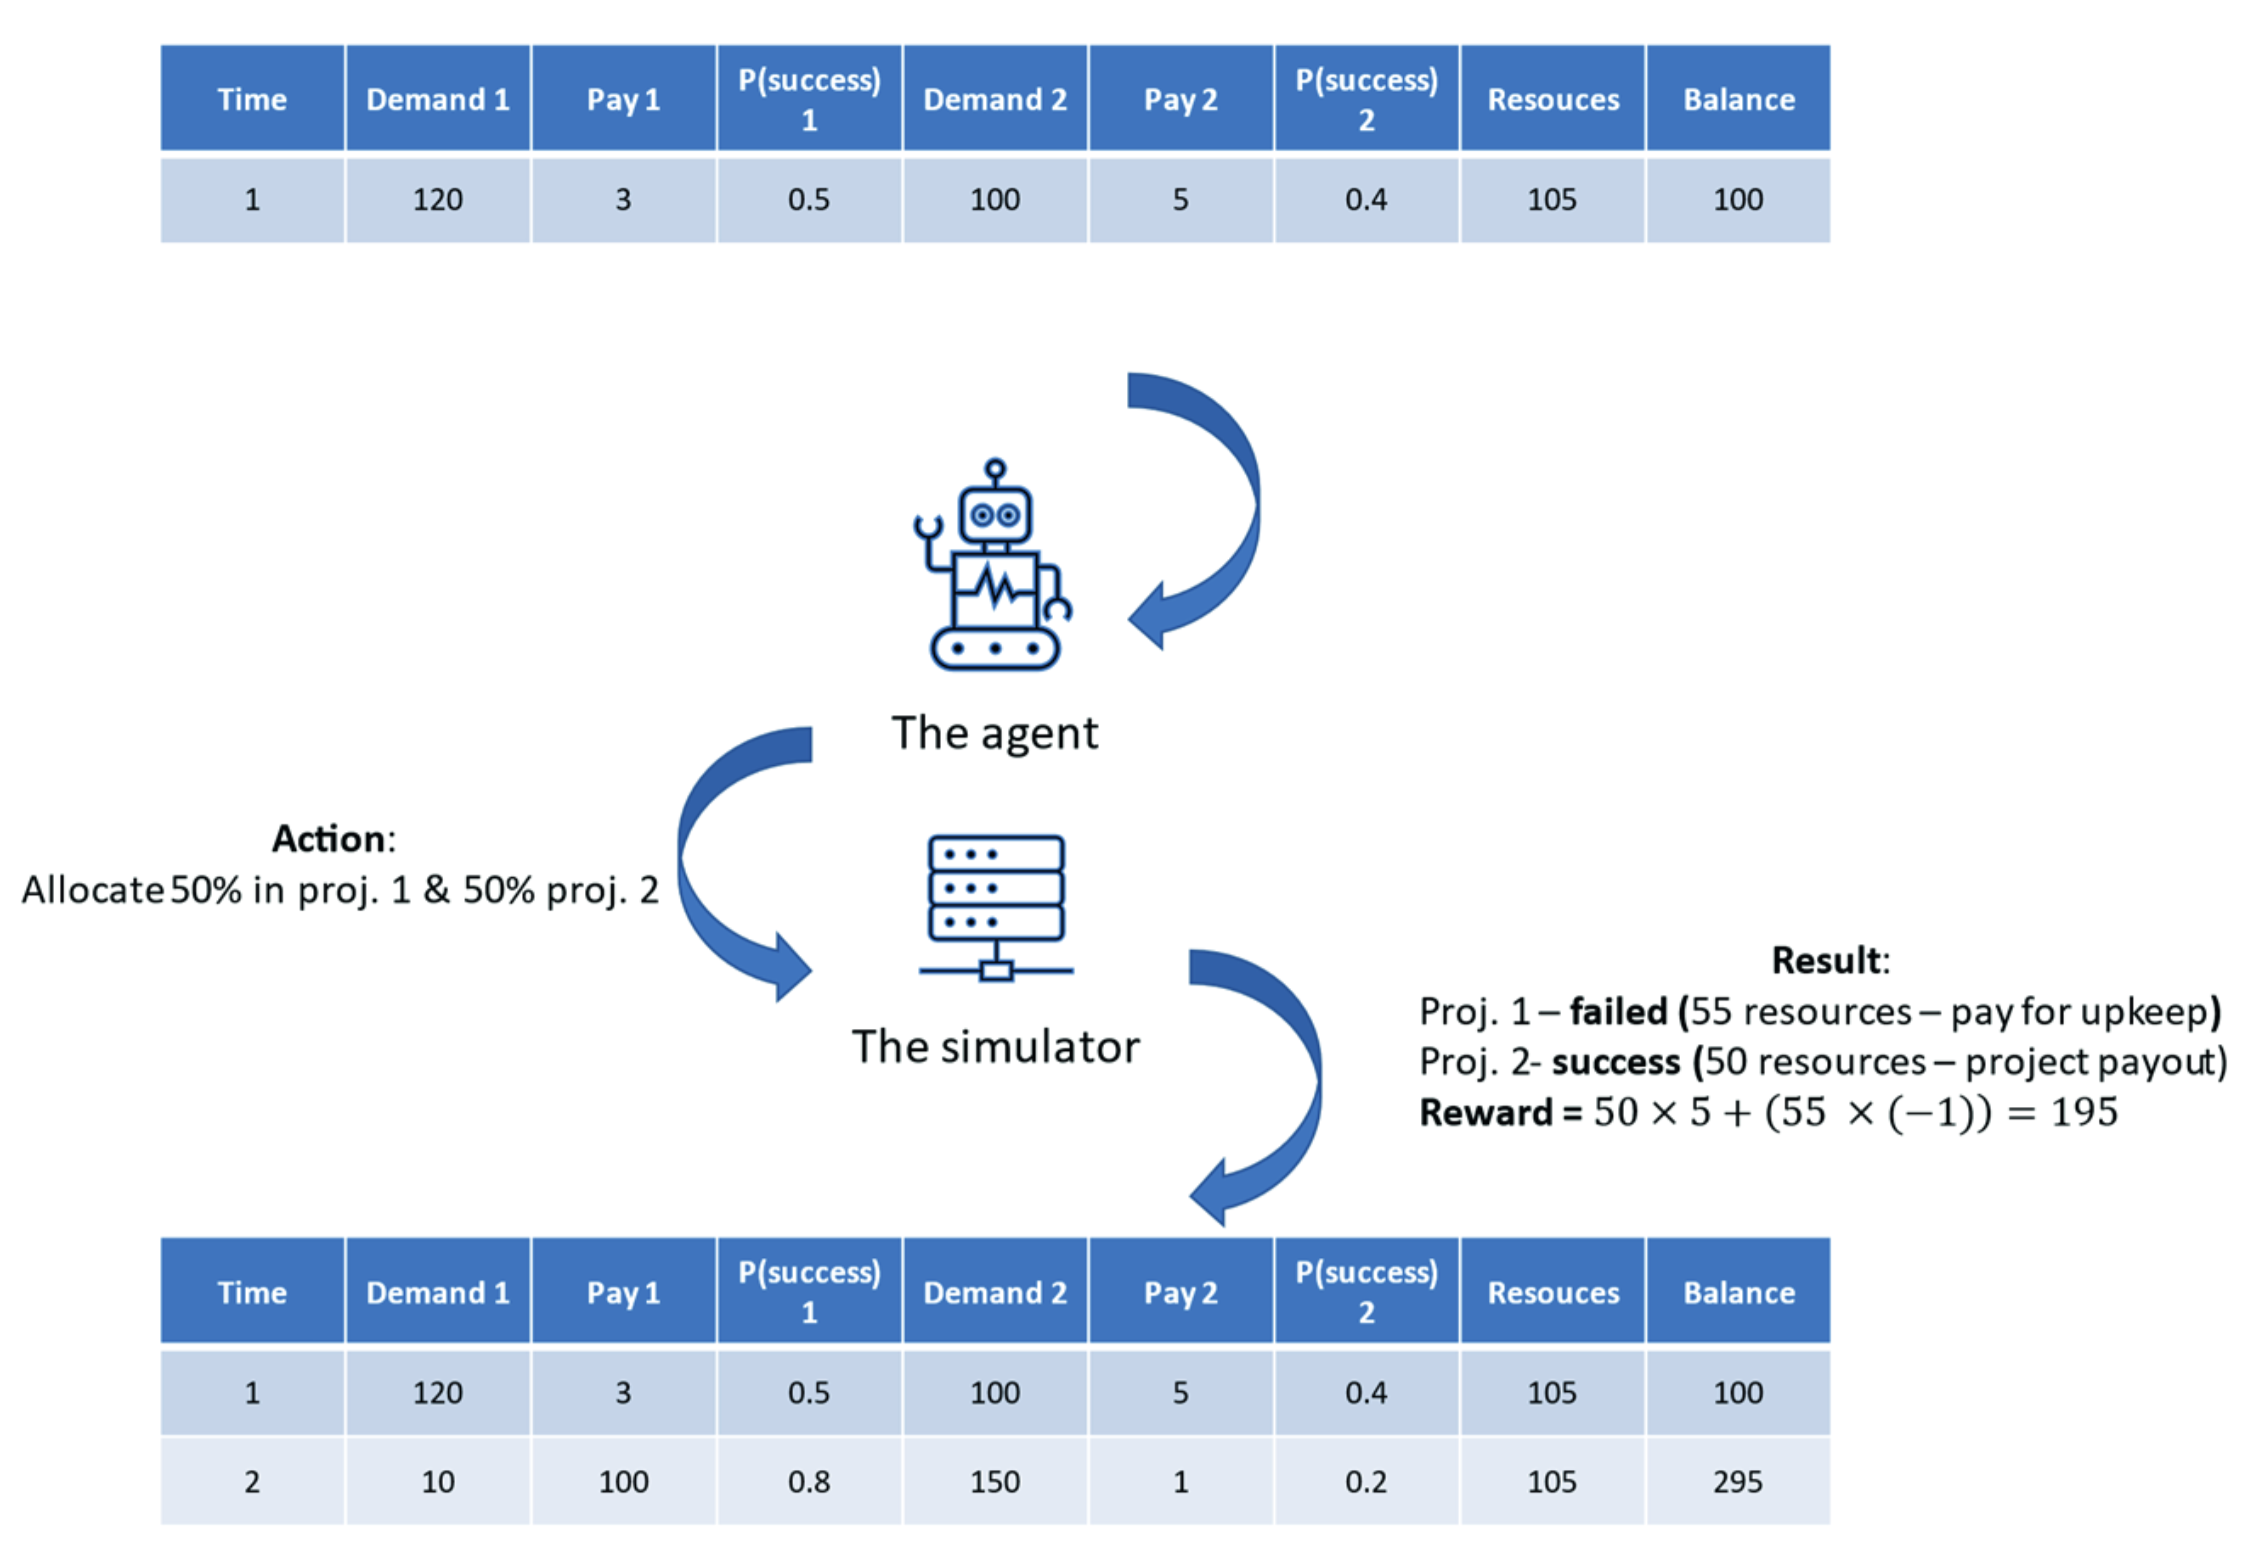 Time Demand 1 Pay 1 P(success) 1 Demand 2 Pay 2 P(success) 2 Resouces Balance
1 120 3 0.5 100 5 0.4 105 100
The agent
Action:
Allocate 50% in proj. 1 & 50% proj. 2
The simulator
Result:
Proj. 1 – failed (55 resources – pay for upkeep)
Proj. 2- success (50 resources – project payout)
Reward = 50 × 5 + (55 × (−1)) = 195
Time Demand 1 Pay 1 P(success) 1 Demand 2 Pay 2 P(success) 2 Resouces Balance
1 120 3 0.5 100 5 0.4 105 100
2 10 100 0.8 150 1 0.2 105 295